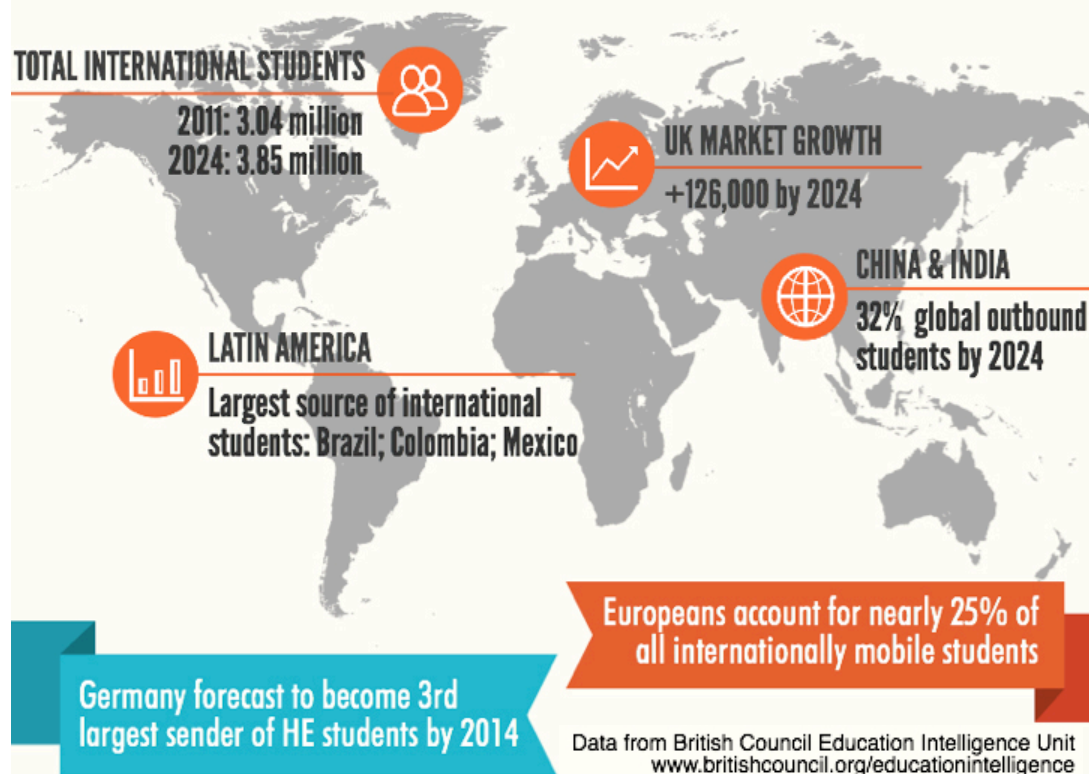 TOTAL INTERNATIONAL STUDENTS
2011: 3.04 million
2024: 3.85 million
UK MARKET GROWTH
+126,000 by 2024
CHINA & INDIA
32% global outbound
students by 2024
LATIN AMERICA
Largest source of international
students: Brazil; Colombia; Mexico
Europeans account for nearly 25% of
all internationally mobile students
Germany forecast to become 3rd
largest sender of HE students by 2014
Data from British Council Education Intelligence Unit
www.britishcouncil.org/educationintelligence